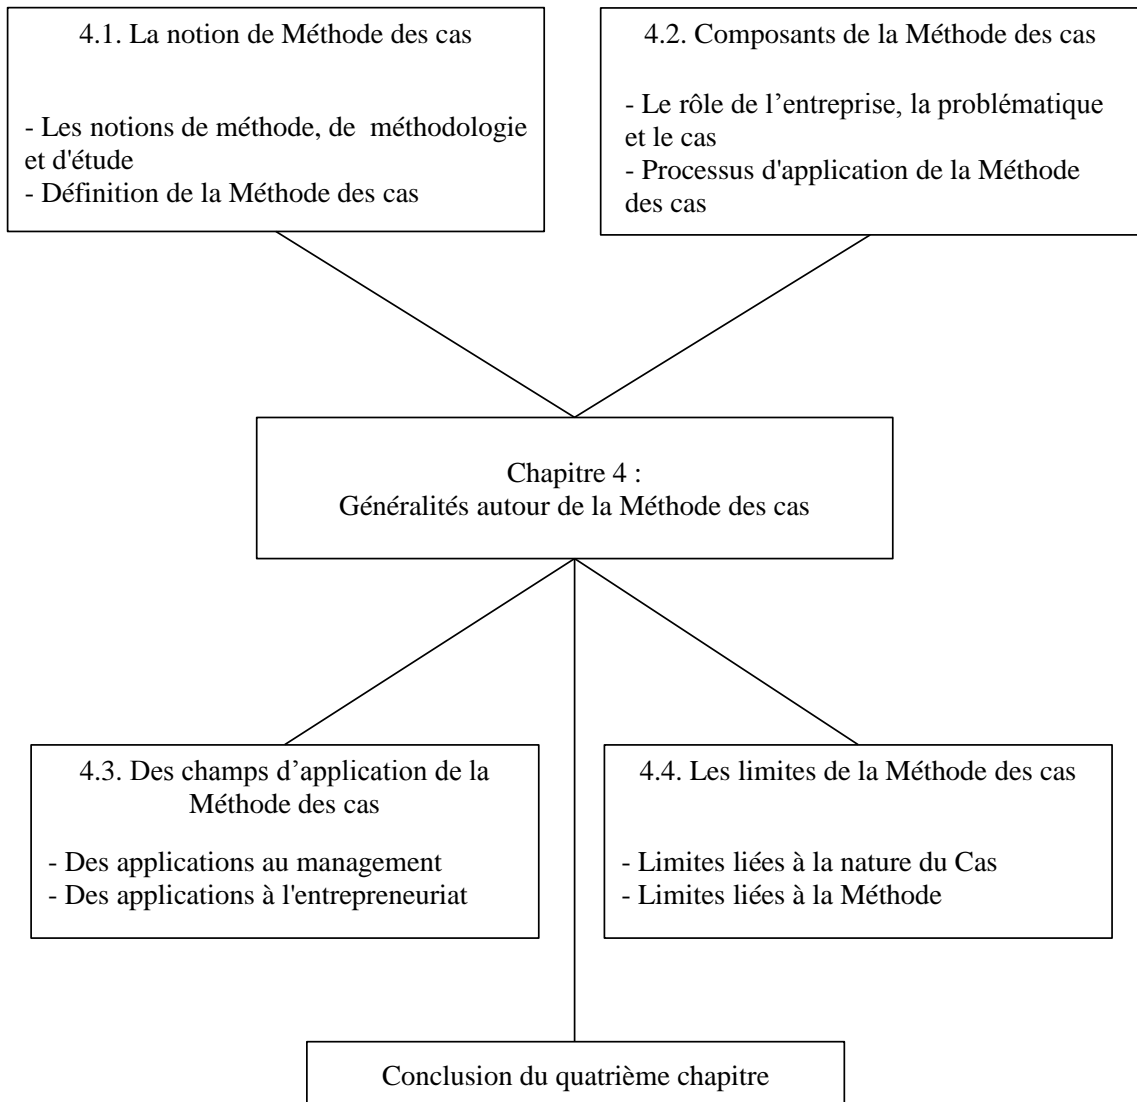 4.1. La notion de Méthode des cas
- Les notions de méthode, de méthodologie
et d'étude
- Définition de la Méthode des cas
4.2. Composants de la Méthode des cas
- Le rôle de l’entreprise, la problématique
et le cas
- Processus d'application de la Méthode
des cas
Chapitre 4 :
Généralités autour de la Méthode des cas
4.3. Des champs d’application de la
Méthode des cas
- Des applications au management
- Des applications à l'entrepreneuriat
4.4. Les limites de la Méthode des cas
- Limites liées à la nature du Cas
- Limites liées à la Méthode
Conclusion du quatrième chapitre